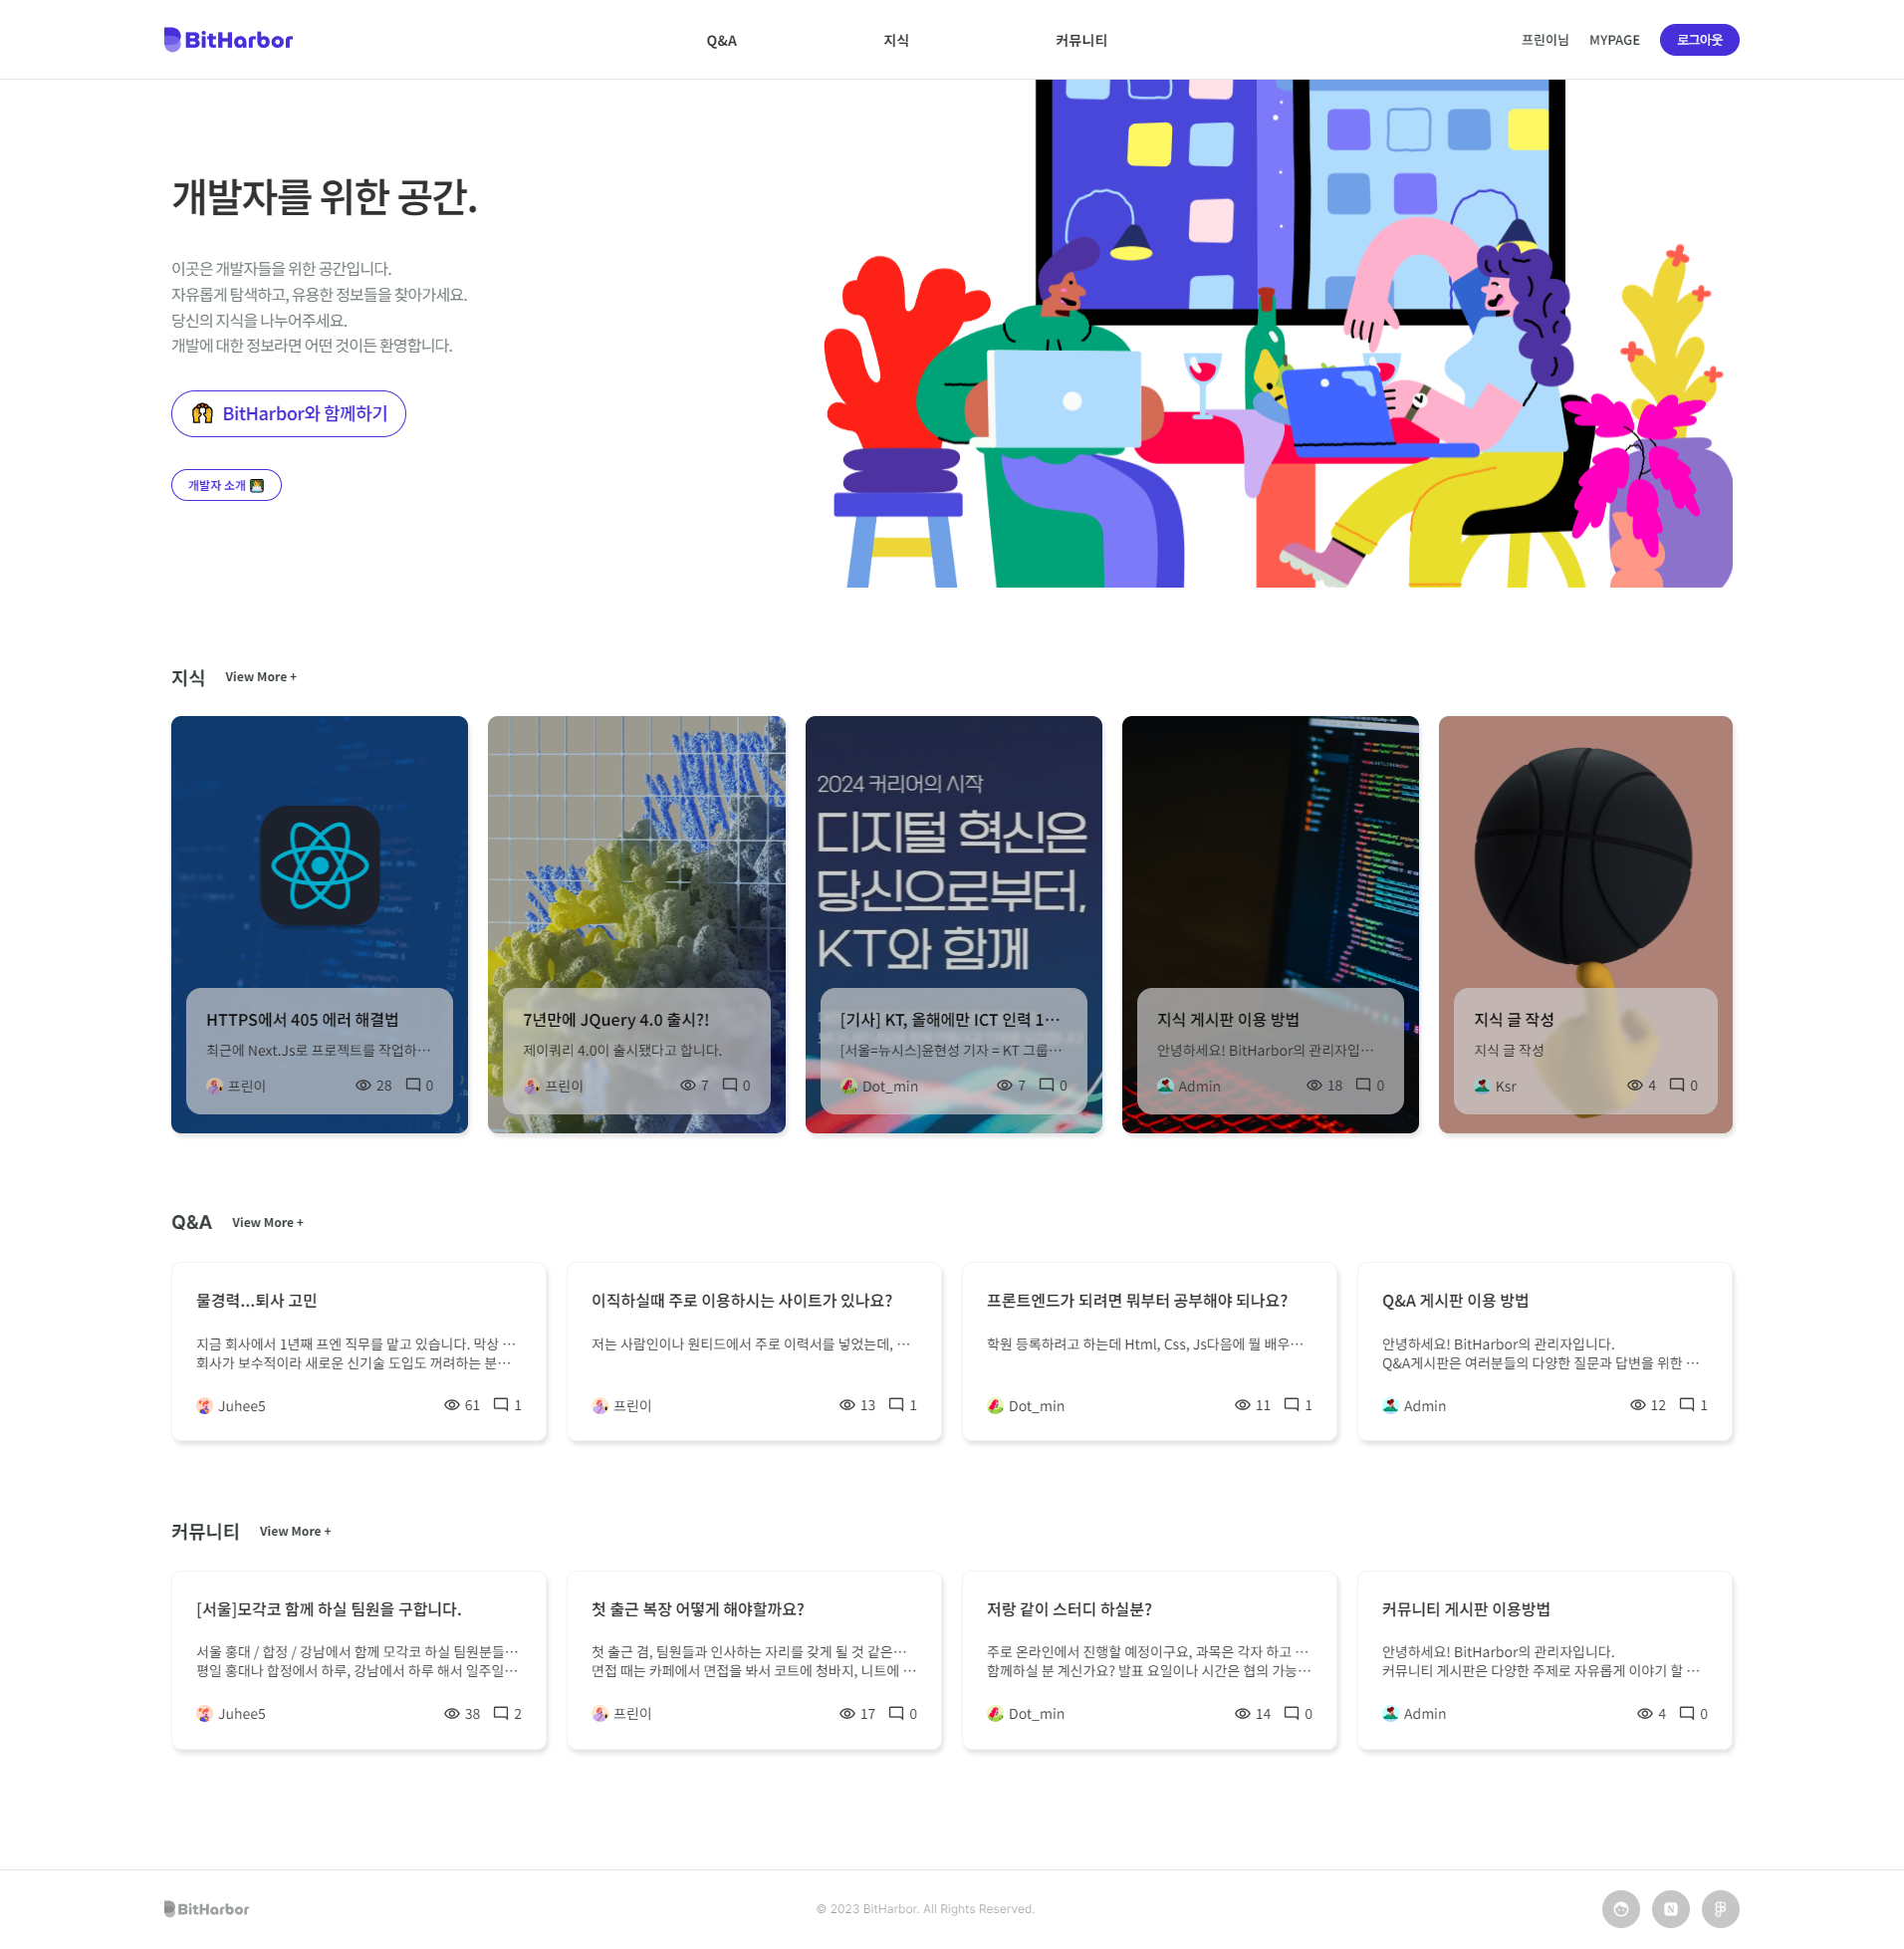 BitHarbor
Q&A
지식
커뮤니티
프린이님
MYPAGE
로그아웃
개발자를 위한 공간.
이곳은 개발자들을 위한 공간입니다.
자유롭게 탐색하고, 유용한 정보들을 찾아가세요.
당신의 지식을 나누어주세요.
개발에 대한 정보라면 어떤 것이든 환영합니다.
BitHarbor와 함께하기
개발자 소개
지식 View More +
2024 커리어의 시작
디지털 혁신은
당신으로부터,
KT와 함께
HTTPS에서 405 에러 해결법
최근에 Next.Js로 프로젝트를 작업하…
프린이 28 0
7년만에 JQuery 4.0 출시?!
제이쿼리 4.0이 출시됐다고 합니다.
프린이 7 0
[기사] KT, 올해에만 ICT 인력 1…
[서울=뉴시스]윤현성 기자 = KT 그룹…
Dot_min 7 0
지식 게시판 이용 방법
안녕하세요! BitHarbor의 관리자입…
Admin 18 0
지식 글 작성
지식 글 작성
Ksr 4 0
Q&A View More +
물경력...퇴사 고민
지금 회사에서 1년째 프엔 직무를 맡고 있습니다. 막상 …
회사가 보수적이라 새로운 신기술 도입도 꺼려하는 분…
Juhee5 61 1
이직하실때 주로 이용하시는 사이트가 있나요?
저는 사람인이나 원티드에서 주로 이력서를 넣었는데, …
프린이 13 1
프론트엔드가 되려면 뭐부터 공부해야 되나요?
학원 등록하려고 하는데 Html, Css, Js다음에 뭘 배우…
Dot_min 11 1
Q&A 게시판 이용 방법
안녕하세요! BitHarbor의 관리자입니다.
Q&A게시판은 여러분들의 다양한 질문과 답변을 위한 …
Admin 12 1
커뮤니티 View More +
[서울]모각코 함께 하실 팀원을 구합니다.
서울 홍대 / 합정 / 강남에서 함께 모각코 하실 팀원분들…
평일 홍대나 합정에서 하루, 강남에서 하루 해서 일주일…
Juhee5 38 2
첫 출근 복장 어떻게 해야할까요?
첫 출근 겸, 팀원들과 인사하는 자리를 갖게 될 것 같은…
면접 때는 카페에서 면접을 봐서 코트에 청바지, 니트에 …
프린이 17 0
저랑 같이 스터디 하실분?
주로 온라인에서 진행할 예정이구요, 과목은 각자 하고 …
함께하실 분 계신가요? 발표 요일이나 시간은 협의 가능…
Dot_min 14 0
커뮤니티 게시판 이용방법
안녕하세요! BitHarbor의 관리자입니다.
커뮤니티 게시판은 다양한 주제로 자유롭게 이야기 할 …
Admin 4 0
BitHarbor
© 2023 BitHarbor. All Rights Reserved.